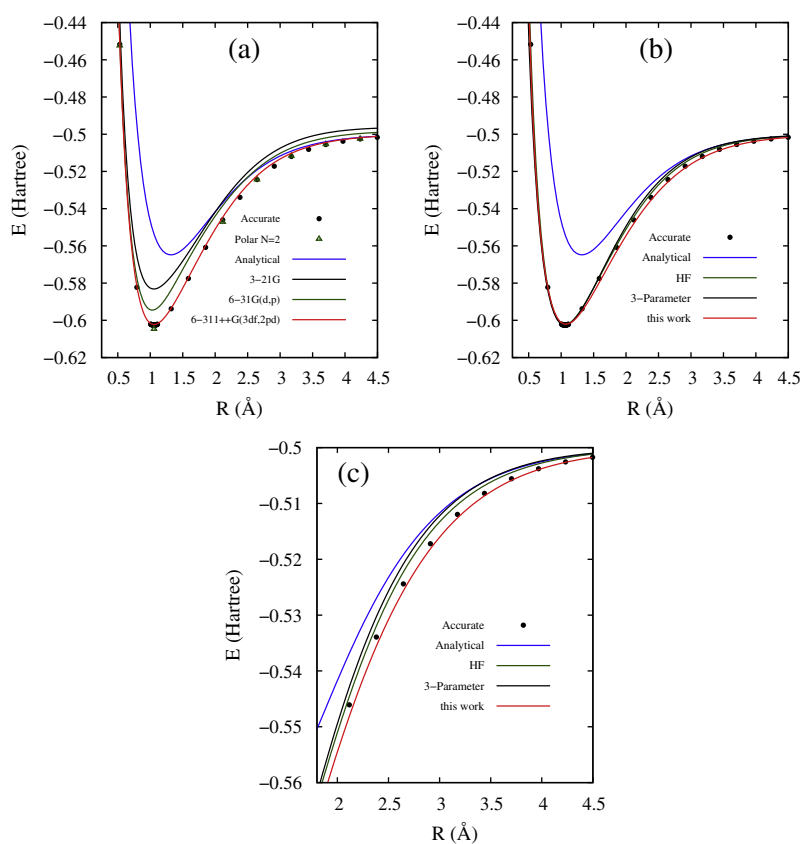 (a)
E (Hartree)
−0.44
−0.46
−0.48
−0.5
−0.52
−0.54
−0.56
−0.58
−0.6
−0.62
Accurate
Polar N=2
Analytical
3−21G
6−31G(d,p)
6−311++G(3df,2pd)
0.5 1 1.5 2 2.5 3 3.5 4 4.5
R (Å)
(b)
E (Hartree)
−0.44
−0.46
−0.48
−0.5
−0.52
−0.54
−0.56
−0.58
−0.6
−0.62
Accurate
Analytical
HF
3−Parameter
this work
0.5 1 1.5 2 2.5 3 3.5 4 4.5
R (Å)
(c)
E (Hartree)
−0.5
−0.51
−0.52
−0.53
−0.54
−0.55
−0.56
Accurate
Analytical
HF
3−Parameter
this work
2 2.5 3 3.5 4 4.5
R (Å)